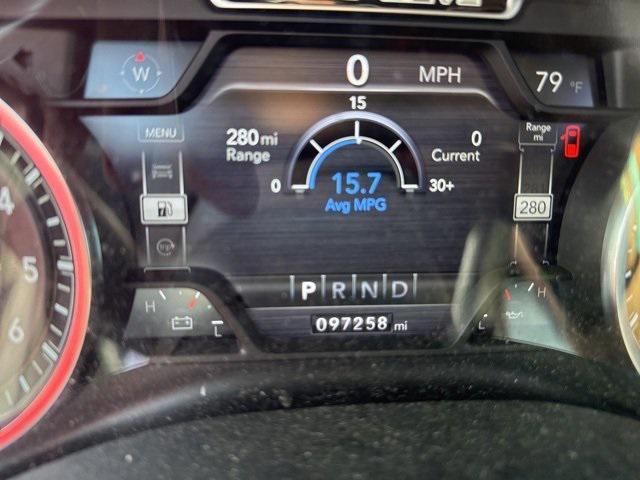 W
0 MPH
79 °F
MENU
15
280 mi
Range
0
Current
Range
mi
0
15.7
30+
Avg MPG
280
trip
P R N D
H
L
097258 mi
L
H
4
5
6